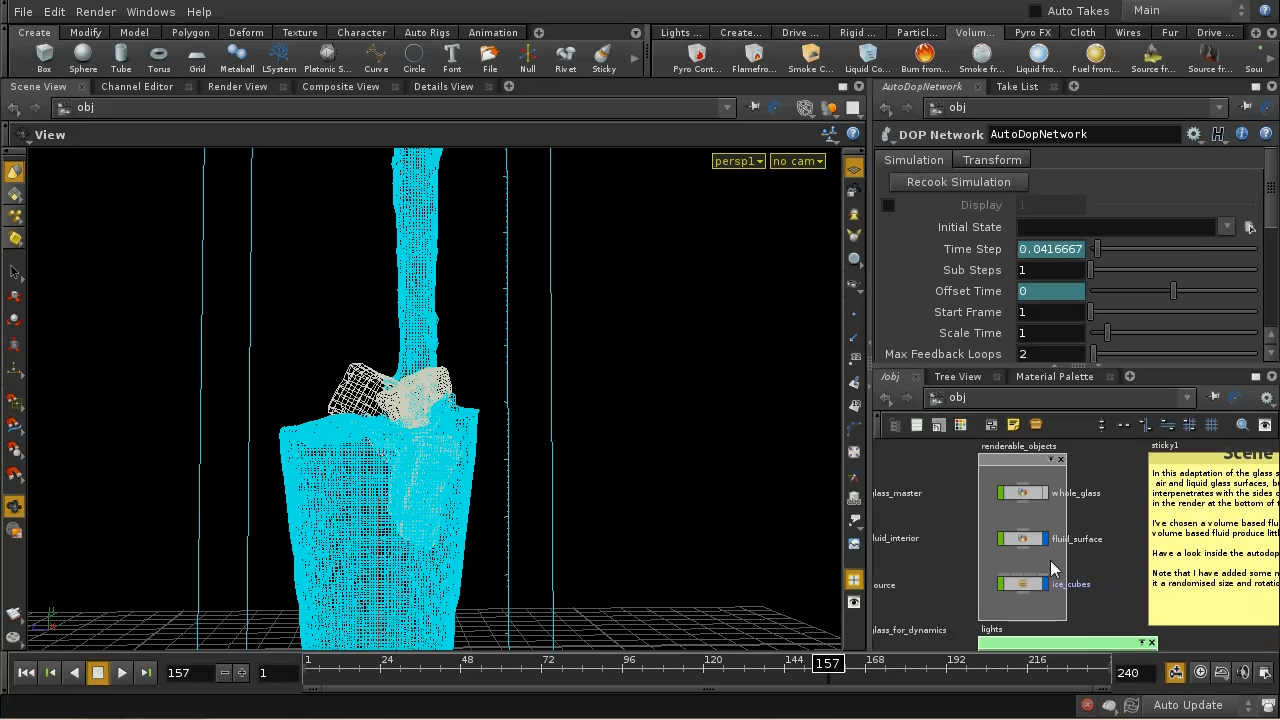 File Edit Render Windows Help Auto Takes Main
Create Modify Model Polygon Deform Texture Character Auto Rigs Animation Lights ... Create... Drive ... Rigid ... Particl... Volum... Pyro FX Cloth Wires Fur Drive ...
Box Sphere Tube Torus Grid Metaball LSystem Platonic S... Curve Circle Font File Null Rivet Sticky Pyro Cont... Flamefro... Smoke C... Liquid Co... Burn from... Smoke fr... Liquid fro... Fuel from... Source fr... Source fr... Sou
Scene View Channel Editor Render View Composite View Details View AutoDopNetwork Take List
obj obj
View DOP Network AutoDopNetwork
persp1 no cam Simulation Transform
Recook Simulation
Display 1
Initial State
Time Step 0.0416667
Sub Steps 1
Offset Time 0
Start Frame 1
Scale Time 1
Max Feedback Loops 2
/obj Tree View Material Palette
obj
renderable_objects sticky1
Scene
In this adaptation of the glass
air and liquid glass surfaces, b
interpenetrates with the sides
in the render at the bottom of
lass_master whole_glass
I've chosen a volume based flu
volume based fluid produce litt
luid_interior fluid_surface
Have a look inside the autodop
Note that I have added some
it a randomised size and rotatio
ource ice_cubes
glass_for_dynamics lights
157 1 1 24 48 72 96 120 144 157 168 192 216 2 240
Auto Update